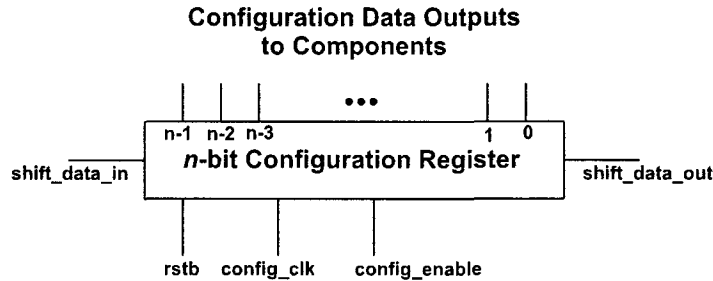 Configuration Data Outputs
to Components
•••
n-1 n-2 n-3 1 0
n-bit Configuration Register
shift_data_in shift_data_out
rstb config_clk config_enable